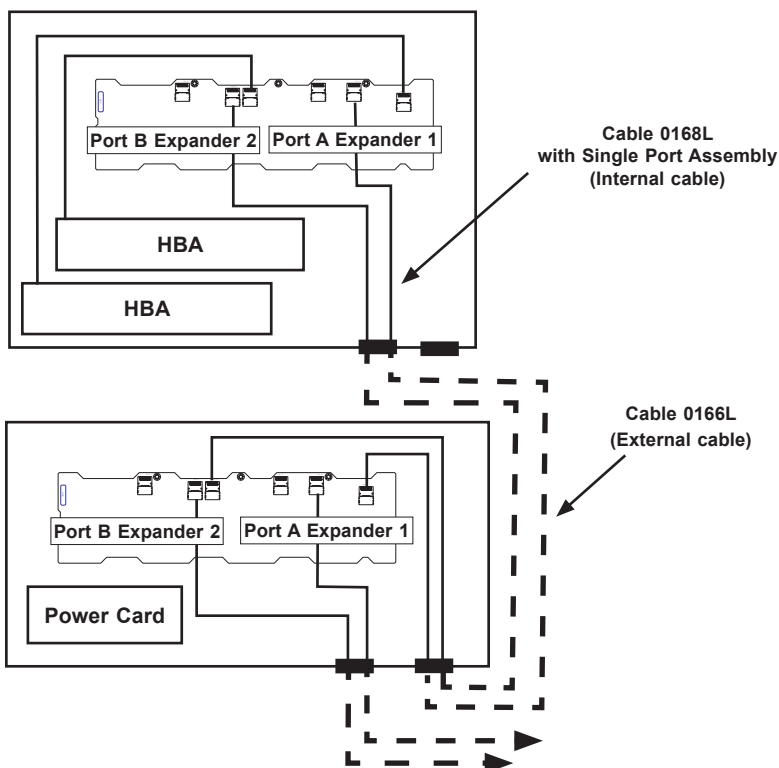 Port B Expander 2
Port A Expander 1
Cable 0168L
with Single Port Assembly
(Internal cable)
HBA
HBA
Cable 0166L
(External cable)
Port B Expander 2
Port A Expander 1
Power Card